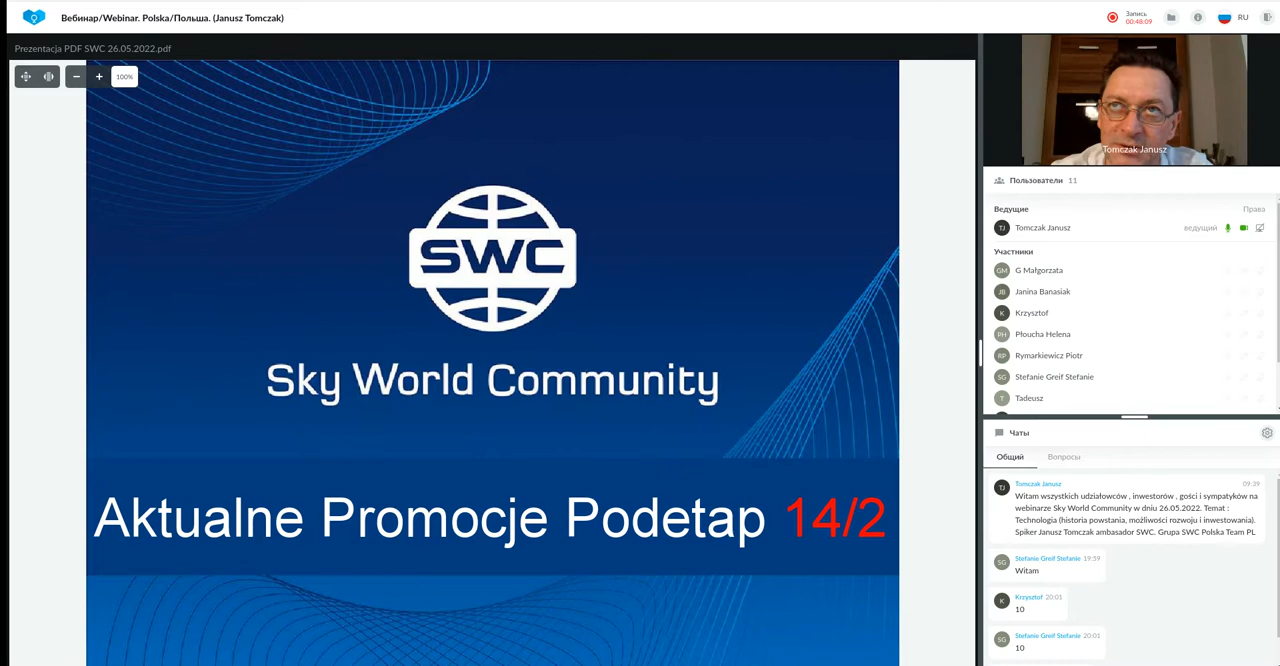 Вебинар/Webinar. Polska/Польша. (Janusz Tomczak)
Запись
00:48:09
RU
Prezentacja PDF SWC 26.05.2022.pdf
100%
SWC
Sky World Community
Aktualne Promocje Podetap 14/2
Tomczak Janusz
Пользователи 11
Ведущие Права
TJ Tomczak Janusz ведущий
Участники
GM G Małgorzata
JB Janina Banasiak
K Krzysztof
PH Płoucha Helena
RP Rymarkiewicz Piotr
SG Stefanie Greif Stefanie
T Tadeusz
Чаты
Общий Вопросы
TJ Tomczak Janusz 09:39
Witam wszystkich udziałowców , inwestorów , gości i sympatyków na
webinarze Sky World Community w dniu 26.05.2022. Temat :
Technologia (historia powstania, możliwości rozwoju i inwestowania).
Spiker Janusz Tomczak ambasador SWC. Grupa SWC Polska Team PL
SG Stefanie Greif Stefanie 19:59
Witam
K Krzysztof 20:01
10
SG Stefanie Greif Stefanie 20:01
10